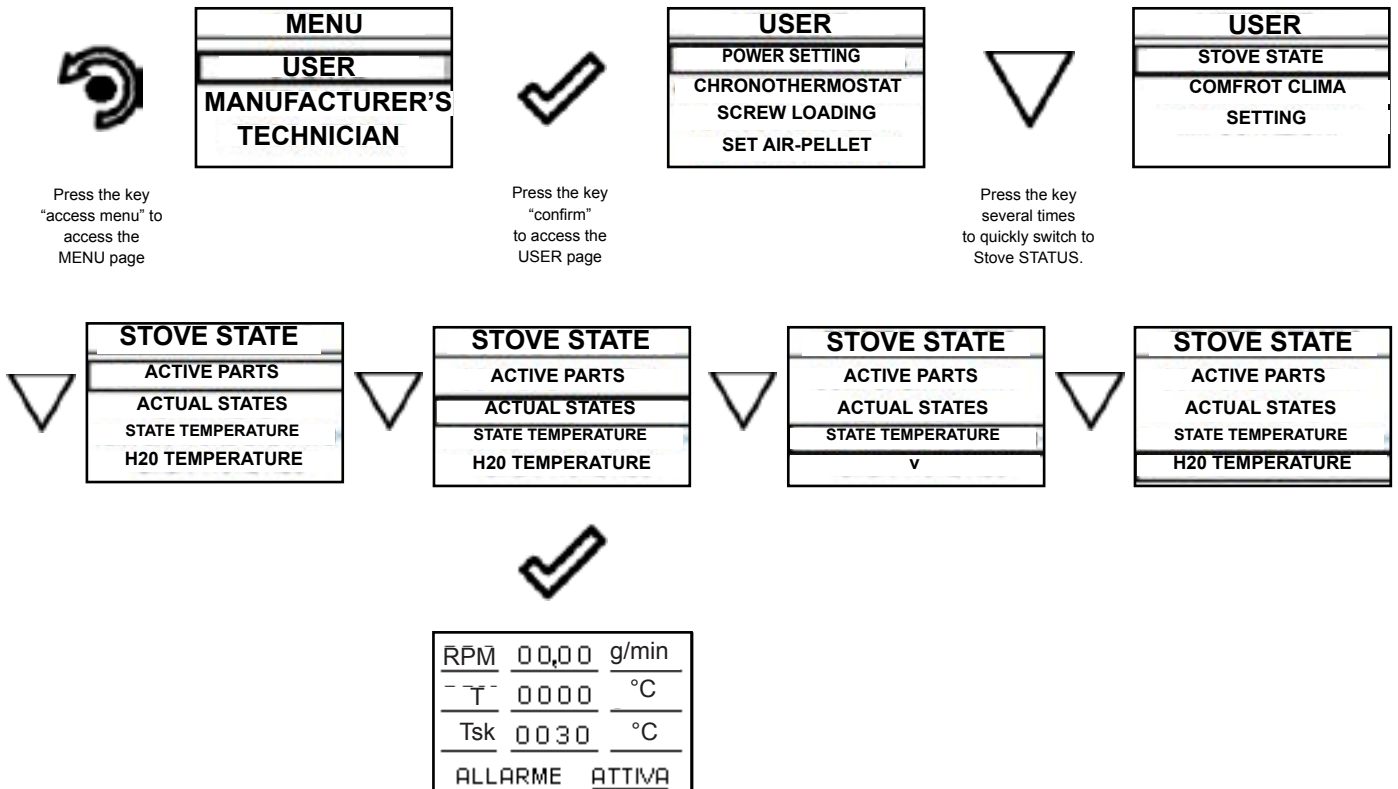 MENU
USER
MANUFACTURER'S
TECHNICIAN
USER
POWER SETTING
CHRONOTHERMOSTAT
SCREW LOADING
SET AIR-PELLET
USER
STOVE STATE
COMFROT CLIMA
SETTING
Press the key
“access menu” to
access the
MENU page
Press the key
“confirm”
to access the
USER page
Press the key
several times
to quickly switch to
Stove STATUS.
STOVE STATE
ACTIVE PARTS
ACTUAL STATES
STATE TEMPERATURE
H20 TEMPERATURE
STOVE STATE
ACTIVE PARTS
ACTUAL STATES
STATE TEMPERATURE
H20 TEMPERATURE
STOVE STATE
ACTIVE PARTS
ACTUAL STATES
STATE TEMPERATURE
v
STOVE STATE
ACTIVE PARTS
ACTUAL STATES
STATE TEMPERATURE
H20 TEMPERATURE
RPM 00,00 g/min
T 0000 °C
Tsk 0030 °C
ALLARME ATTIVA